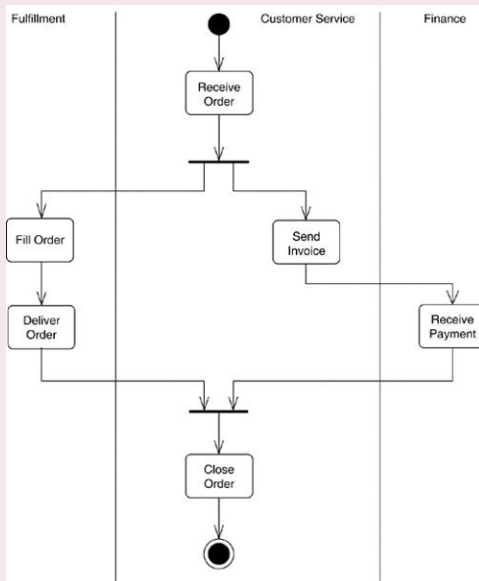 Fulfillment
Customer Service
Finance
Receive
Order
Fill Order
Send
Invoice
Deliver
Order
Receive
Payment
Close
Order